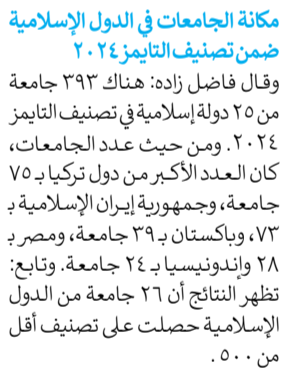 مكانة الجامعات في الدول الإسلامية
ضمن تصنيف التايمز ٢٠٢٤
وقال فاضل زاده: هناك ٣٩٣ جامعة
من ٢٥ دولة إسلامية في تصنيف التايمز
٢٠٢٤. ومن حيث عدد الجامعات،
كان العدد الأكبر من دول تركيا بـ ٧٥
جامعة، وجمهورية إيران الإسلامية بـ
٧٣، وباكستان بـ ٣٩ جامعة، ومصر بـ
٢٨ وإندونيسيا بـ ٢٤ جامعة. وتابع:
تظهر النتائج أن ٢٦ جامعة من الدول
الإسلامية حصلت على تصنيف أقل
من ٥٠٠.